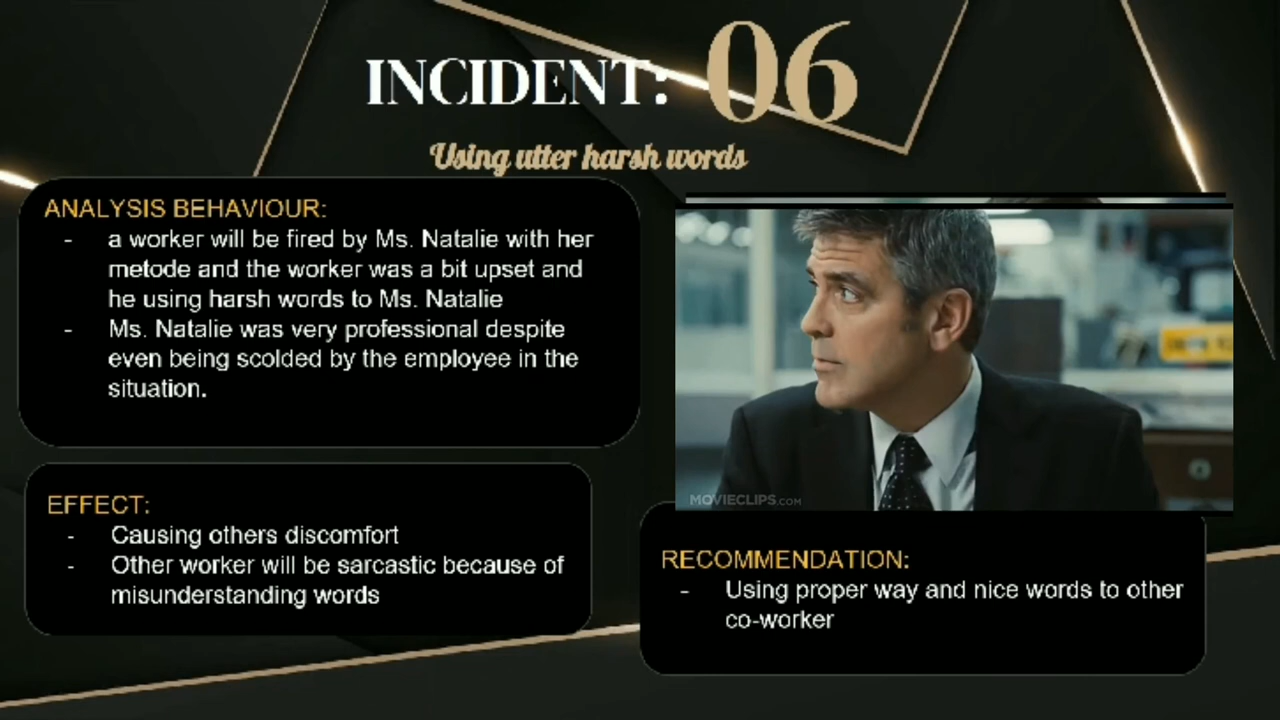 INCIDENT: 06
Using utter harsh words
ANALYSIS BEHAVIOUR:
- a worker will be fired by Ms. Natalie with her
metode and the worker was a bit upset and
he using harsh words to Ms. Natalie
- Ms. Natalie was very professional despite
even being scolded by the employee in the
situation.
EFFECT:
- Causing others discomfort
- Other worker will be sarcastic because of
misunderstanding words
MOVIECLIPS.COM
RECOMMENDATION:
- Using proper way and nice words to other
co-worker